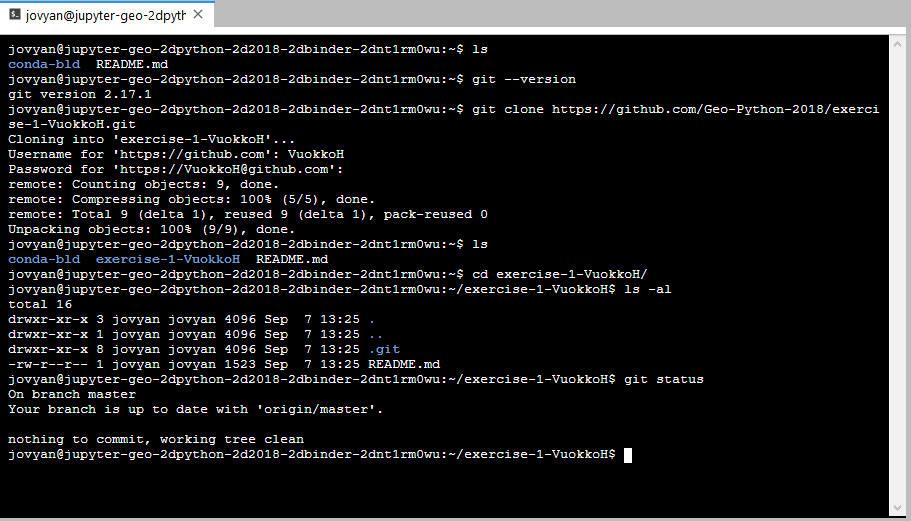 jovyan@jupyter-geo-2dpyth
jovyan@jupyter-geo-2dpython-2d2018-2dbinder-2dnt1rm0wu:~$ ls
conda-bld  README.md
jovyan@jupyter-geo-2dpython-2d2018-2dbinder-2dnt1rm0wu:~$ git --version
git version 2.17.1
jovyan@jupyter-geo-2dpython-2d2018-2dbinder-2dnt1rm0wu:~$ git clone https://github.com/Geo-Python-2018/exerci
se-1-VuokkoH.git
Cloning into 'exercise-1-VuokkoH'...
Username for 'https://github.com': VuokkoH
Password for 'https://VuokkoH@github.com':
remote: Counting objects: 9, done.
remote: Compressing objects: 100% (5/5), done.
remote: Total 9 (delta 1), reused 9 (delta 1), pack-reused 0
Unpacking objects: 100% (9/9), done.
jovyan@jupyter-geo-2dpython-2d2018-2dbinder-2dnt1rm0wu:~$ ls
conda-bld  exercise-1-VuokkoH  README.md
jovyan@jupyter-geo-2dpython-2d2018-2dbinder-2dnt1rm0wu:~$ cd exercise-1-VuokkoH/
jovyan@jupyter-geo-2dpython-2d2018-2dbinder-2dnt1rm0wu:~/exercise-1-VuokkoH$ ls -al
total 16
drwxr-xr-x 3 jovyan jovyan 4096 Sep  7 13:25 .
drwxr-xr-x 1 jovyan jovyan 4096 Sep  7 13:25 ..
drwxr-xr-x 8 jovyan jovyan 4096 Sep  7 13:25 .git
-rw-r--r-- 1 jovyan jovyan 1523 Sep  7 13:25 README.md
jovyan@jupyter-geo-2dpython-2d2018-2dbinder-2dnt1rm0wu:~/exercise-1-VuokkoH$ git status
On branch master
Your branch is up to date with 'origin/master'.

nothing to commit, working tree clean
jovyan@jupyter-geo-2dpython-2d2018-2dbinder-2dnt1rm0wu:~/exercise-1-VuokkoH$